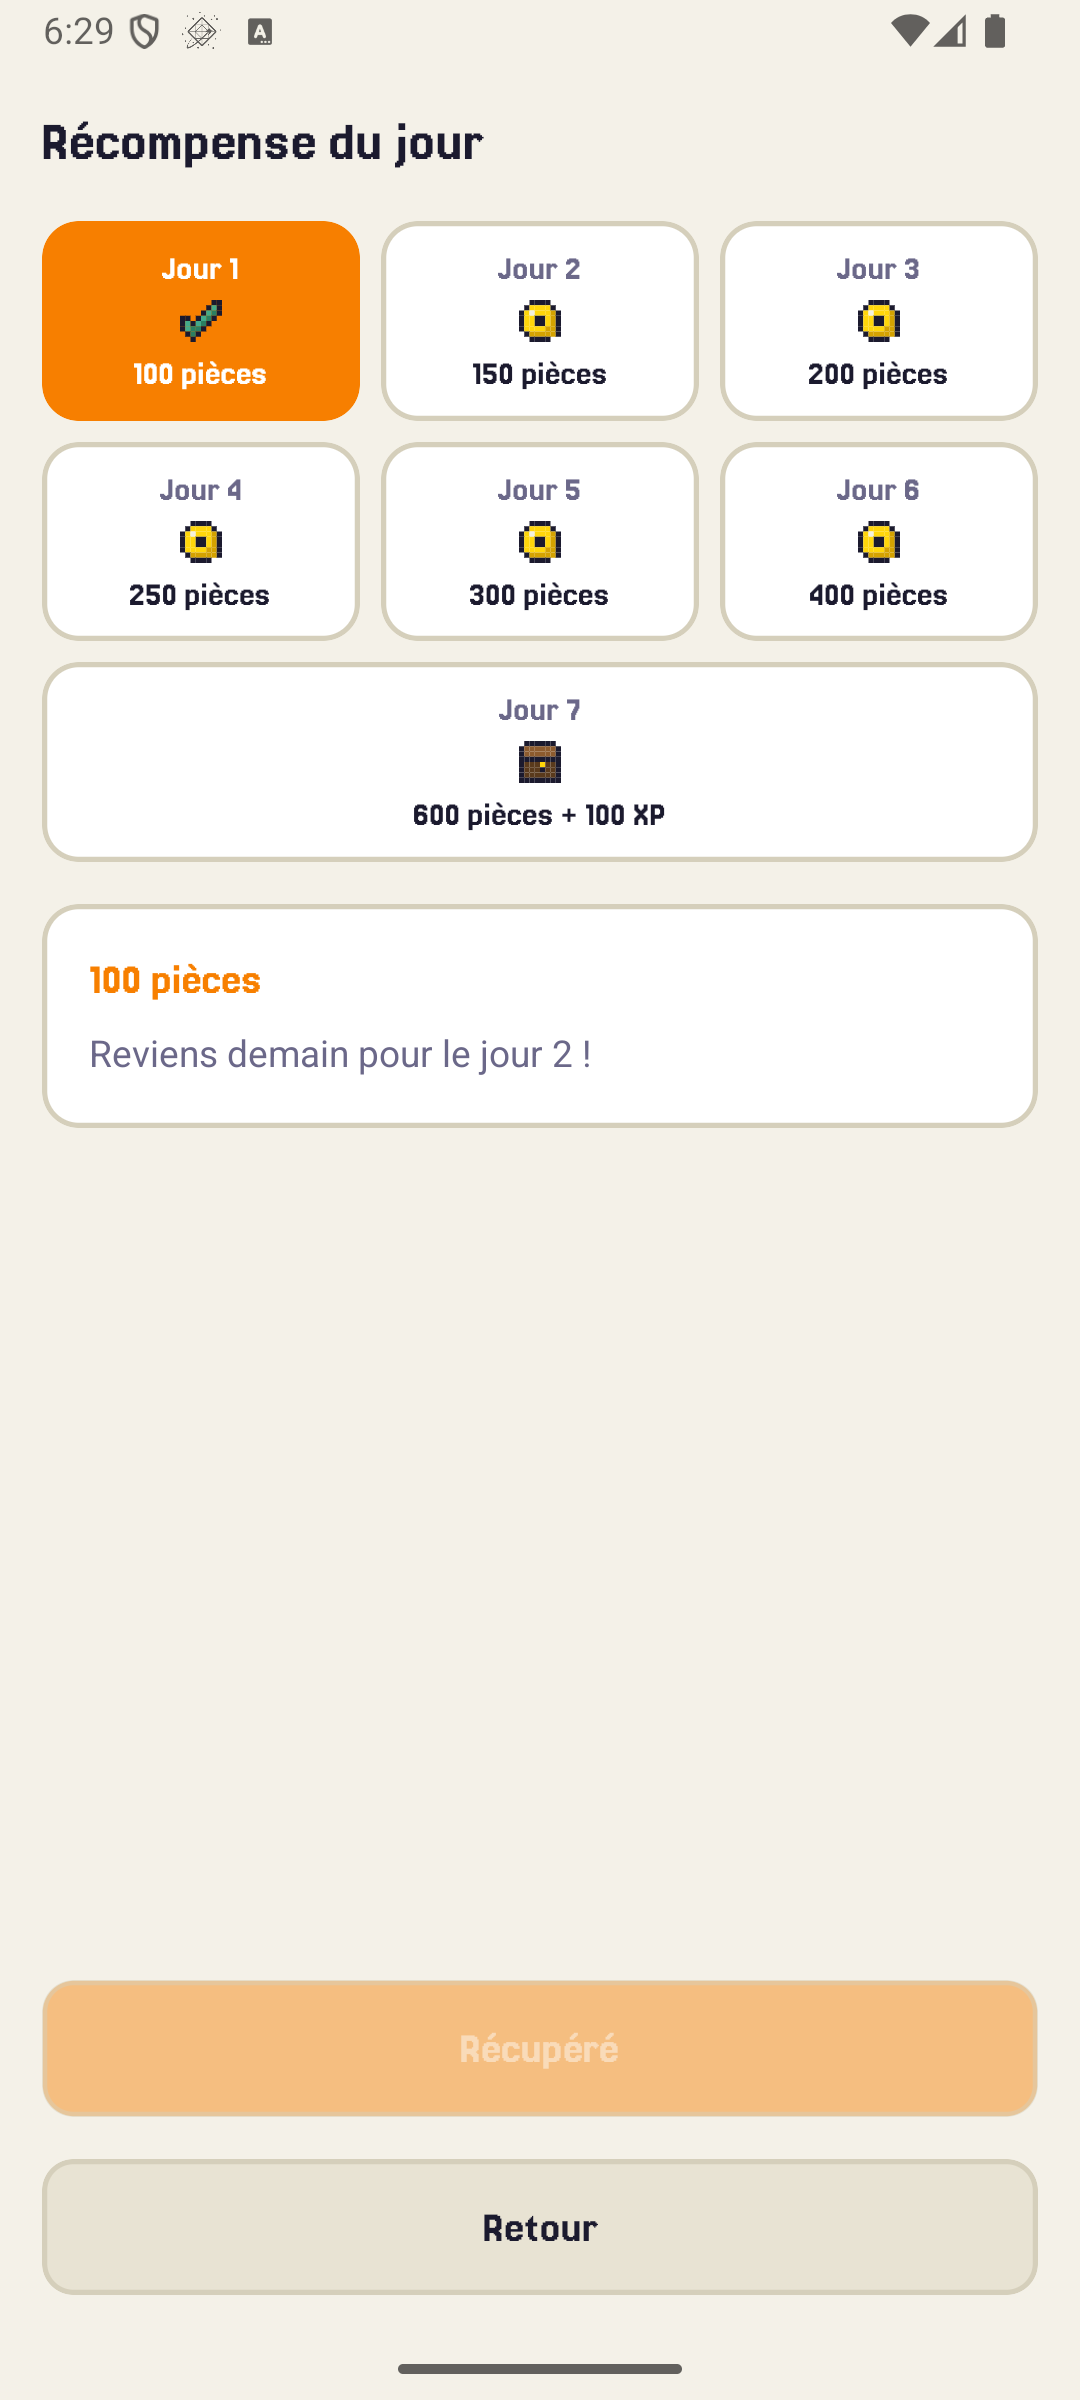 6:29
Récompense du jour
Jour 1
100 pièces
Jour 2
150 pièces
Jour 3
200 pièces
Jour 4
250 pièces
Jour 5
300 pièces
Jour 6
400 pièces
Jour 7
600 pièces + 100 XP
100 pièces
Reviens demain pour le jour 2 !
Récupéré
Retour